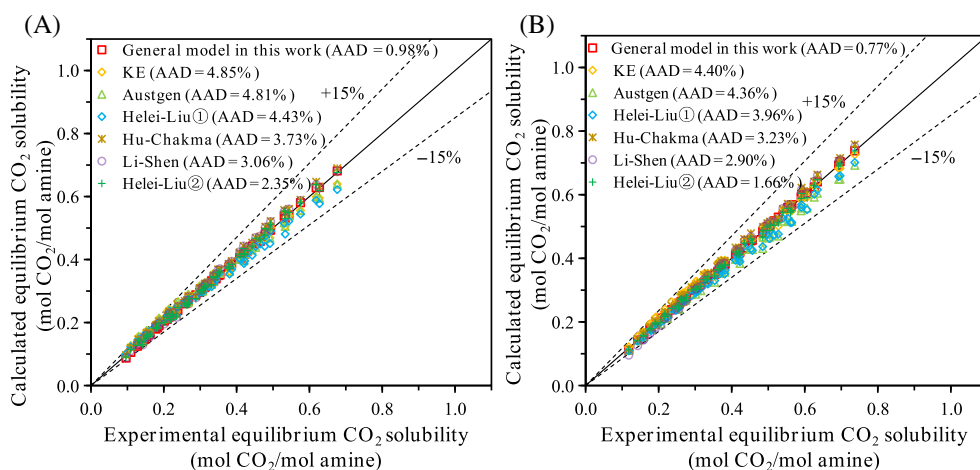 (A)
Calculated equilibrium CO₂ solubility
(mol CO₂/mol amine)
1.0
0.8
0.6
0.4
0.2
0.0
General model in this work (AAD = 0.98%)
KE (AAD = 4.85%)
Austgen (AAD = 4.81%)
Helei-Liu① (AAD = 4.43%)
Hu-Chakma (AAD = 3.73%)
Li-Shen (AAD = 3.06%)
Helei-Liu② (AAD = 2.35%)
+15%
−15%
0.0 0.2 0.4 0.6 0.8 1.0
Experimental equilibrium CO₂ solubility
(mol CO₂/mol amine)
(B)
Calculated equilibrium CO₂ solubility
(mol CO₂/mol amine)
1.0
0.8
0.6
0.4
0.2
0.0
General model in this work (AAD = 0.77%)
KE (AAD = 4.40%)
Austgen (AAD = 4.36%)
Helei-Liu① (AAD = 3.96%)
Hu-Chakma (AAD = 3.23%)
Li-Shen (AAD = 2.90%)
Helei-Liu② (AAD = 1.66%)
+15%
−15%
0.0 0.2 0.4 0.6 0.8 1.0
Experimental equilibrium CO₂ solubility
(mol CO₂/mol amine)